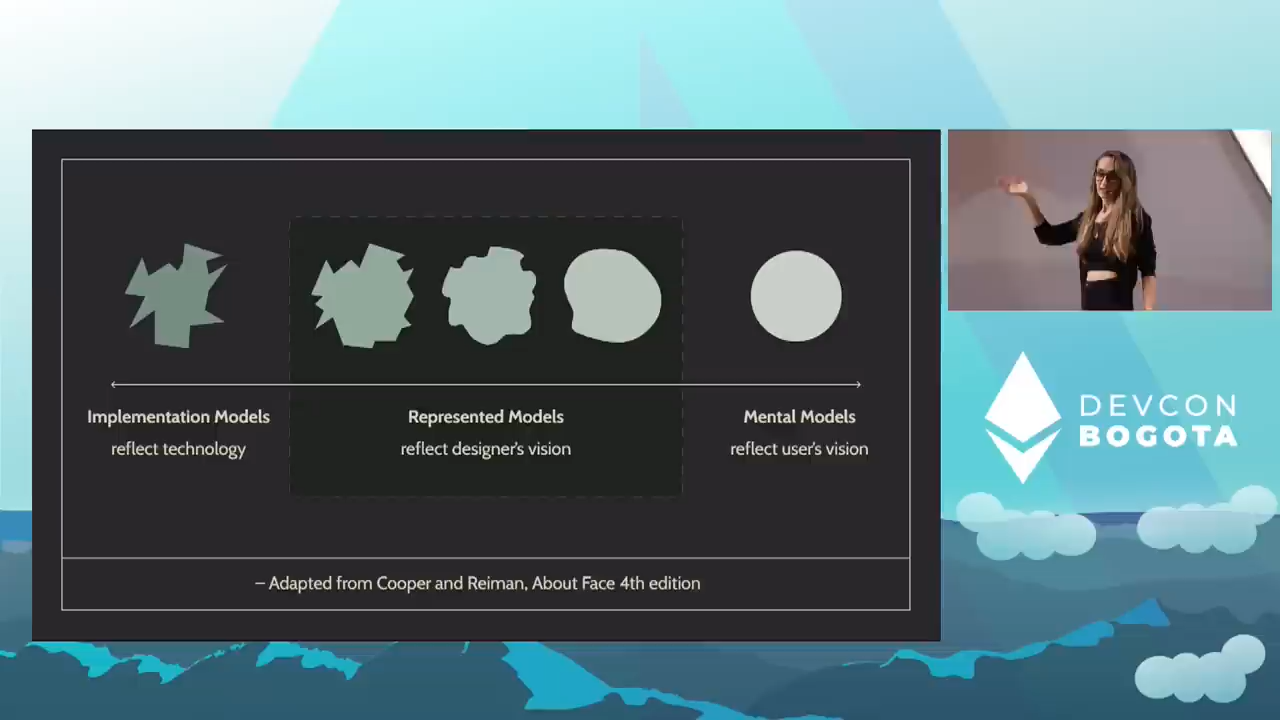 Implementation Models
reflect technology
Represented Models
reflect designer's vision
Mental Models
reflect user's vision
– Adapted from Cooper and Reiman, About Face 4th edition
DEVCON
BOGOTA